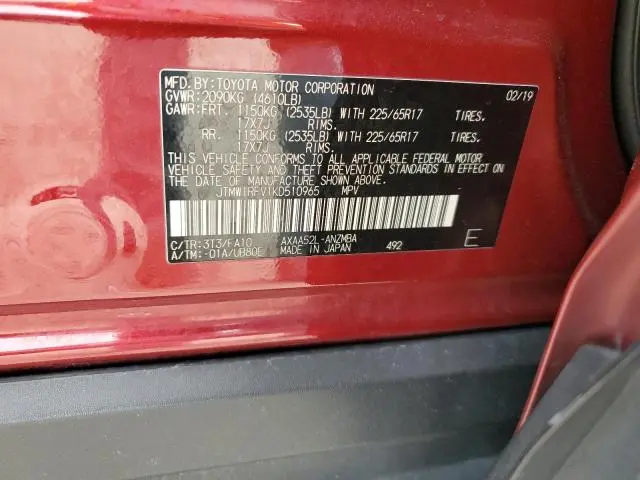 MFD.BY:TOYOTA MOTOR CORPORATION 02/19
GVWR:2090KG (4610LB)
GAWR:FRT. 1150KG (2535LB) WITH 225/65R17 TIRES.
17X7J RIMS.
RR. 1150KG (2535LB) WITH 225/65R17 TIRES.
17X7J RIMS.
THIS VEHICLE CONFORMS TO ALL APPLICABLE FEDERAL MOTOR
VEHICLE SAFETY AND THEFT PREVENTION STANDARDS IN EFFECT ON
THE DATE OF MANUFACTURE SHOWN ABOVE.
JTMW1RFV1KD510965 MPV
C/TR:3T3/FA10 AXAA52L-ANZMBA
A/TM:-01A/UB80E MADE IN JAPAN 492 E